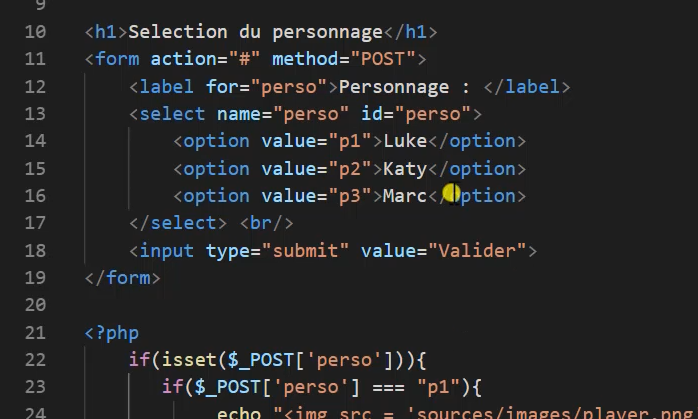 9
10 <h1>Selection du personnage</h1>
11 <form action="#" method="POST">
12 <label for="perso">Personnage : </label>
13 <select name="perso" id="perso">
14 <option value="p1">Luke</option>
15 <option value="p2">Katy</option>
16 <option value="p3">Marc</option>
17 </select> <br/>
18 <input type="submit" value="Valider">
19 </form>
20
21 <?php
22 if(isset($_POST['perso'])){
23 if($_POST['perso'] === "p1"){
24 echo "<img src = 'sources/images/player.png